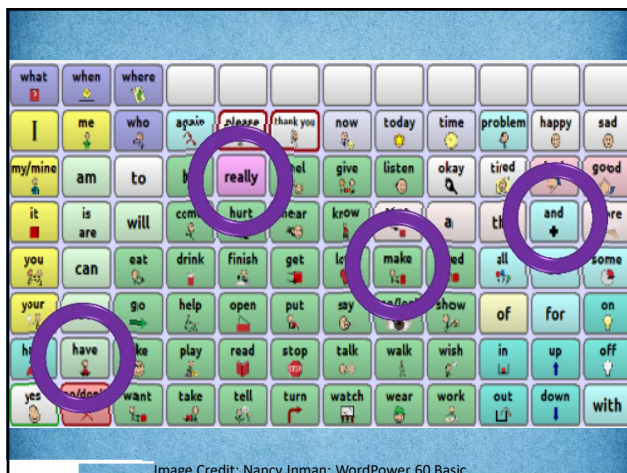 what when where
I me who again please thank you now today time problem happy sad
my/mine am to really give listen okay tired good
it is are will come hurt hear know a and
you can eat drink finish get make all some
your go help open put say show of for on
have play read stop talk walk wish in up off
yes want take tell turn watch wear work out down with
Image Credit: Nancy Inman: WordPower 60 Basic